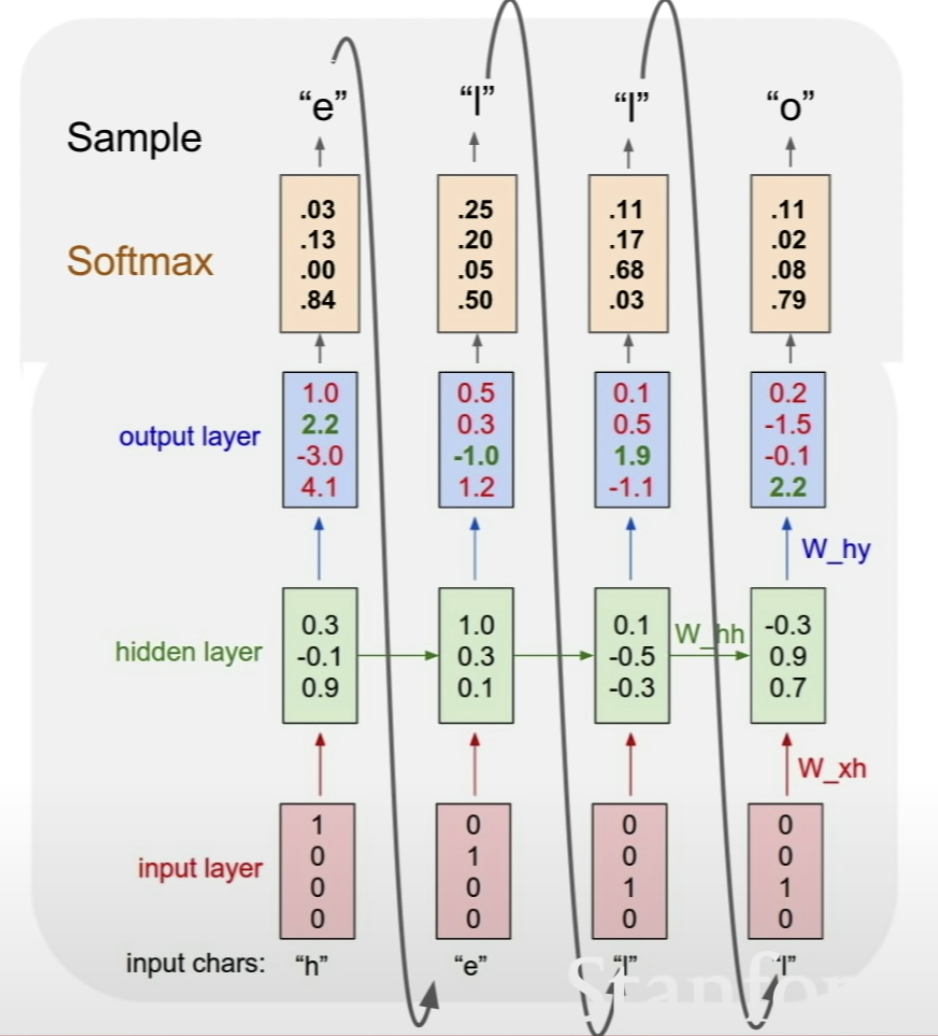 “e” “l” “l” “o”
Sample
Softmax
.03 .25 .11 .11
.13 .20 .17 .02
.00 .05 .68 .08
.84 .50 .03 .79
output layer
1.0 0.5 0.1 0.2
2.2 0.3 0.5 -1.5
-3.0 -1.0 1.9 -0.1
4.1 1.2 -1.1 2.2
W_hy
hidden layer
0.3 1.0 0.1 -0.3
-0.1 0.3 -0.5 0.9
0.9 0.1 -0.3 0.7
W_hh
W_xh
input layer
1 0 0 0
0 1 0 0
0 0 1 1
0 0 0 0
input chars: “h” “e” “l” “l”